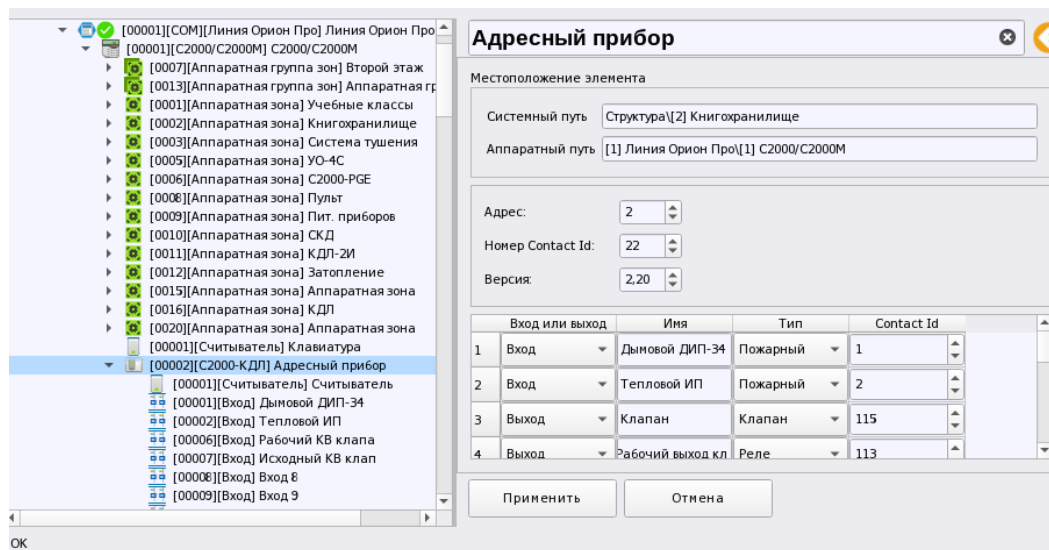 [00001][COM][Линия Орион Про] Линия Орион Про
[00001][С2000/С2000М] С2000/С2000М
[0007][Аппаратная группа зон] Второй этаж
[0013][Аппаратная группа зон] Аппаратная гр
[0001][Аппаратная зона] Учебные классы
[0002][Аппаратная зона] Книгохранилище
[0003][Аппаратная зона] Система тушения
[0005][Аппаратная зона] УО-4С
[0006][Аппаратная зона] С2000-PGE
[0008][Аппаратная зона] Пульт
[0009][Аппаратная зона] Пит. приборов
[0010][Аппаратная зона] СКД
[0011][Аппаратная зона] КДЛ-2И
[0012][Аппаратная зона] Затопление
[0015][Аппаратная зона] Аппаратная зона
[0016][Аппаратная зона] КДЛ
[0020][Аппаратная зона] Аппаратная зона
[00001][Считыватель] Клавиатура
[00002][С2000-КДЛ] Адресный прибор
[00001][Считыватель] Считыватель
[00001][Вход] Дымовой ДИП-34
[00002][Вход] Тепловой ИП
[00006][Вход] Рабочий КВ клапа
[00007][Вход] Исходный КВ клап
[00008][Вход] Вход 8
[00009][Вход] Вход 9
OK
Адресный прибор
Местоположение элемента
Системный путь Структура\[2] Книгохранилище
Аппаратный путь [1] Линия Орион Про\[1] С2000/С2000М
Адрес: 2
Номер Contact Id: 22
Версия: 2,20
Вход или выход Имя Тип Contact Id
1 Вход Дымовой ДИП-34 Пожарный 1
2 Вход Тепловой ИП Пожарный 2
3 Выход Клапан Клапан 115
4 Выход Рабочий выход кл Реле 113
Применить Отмена